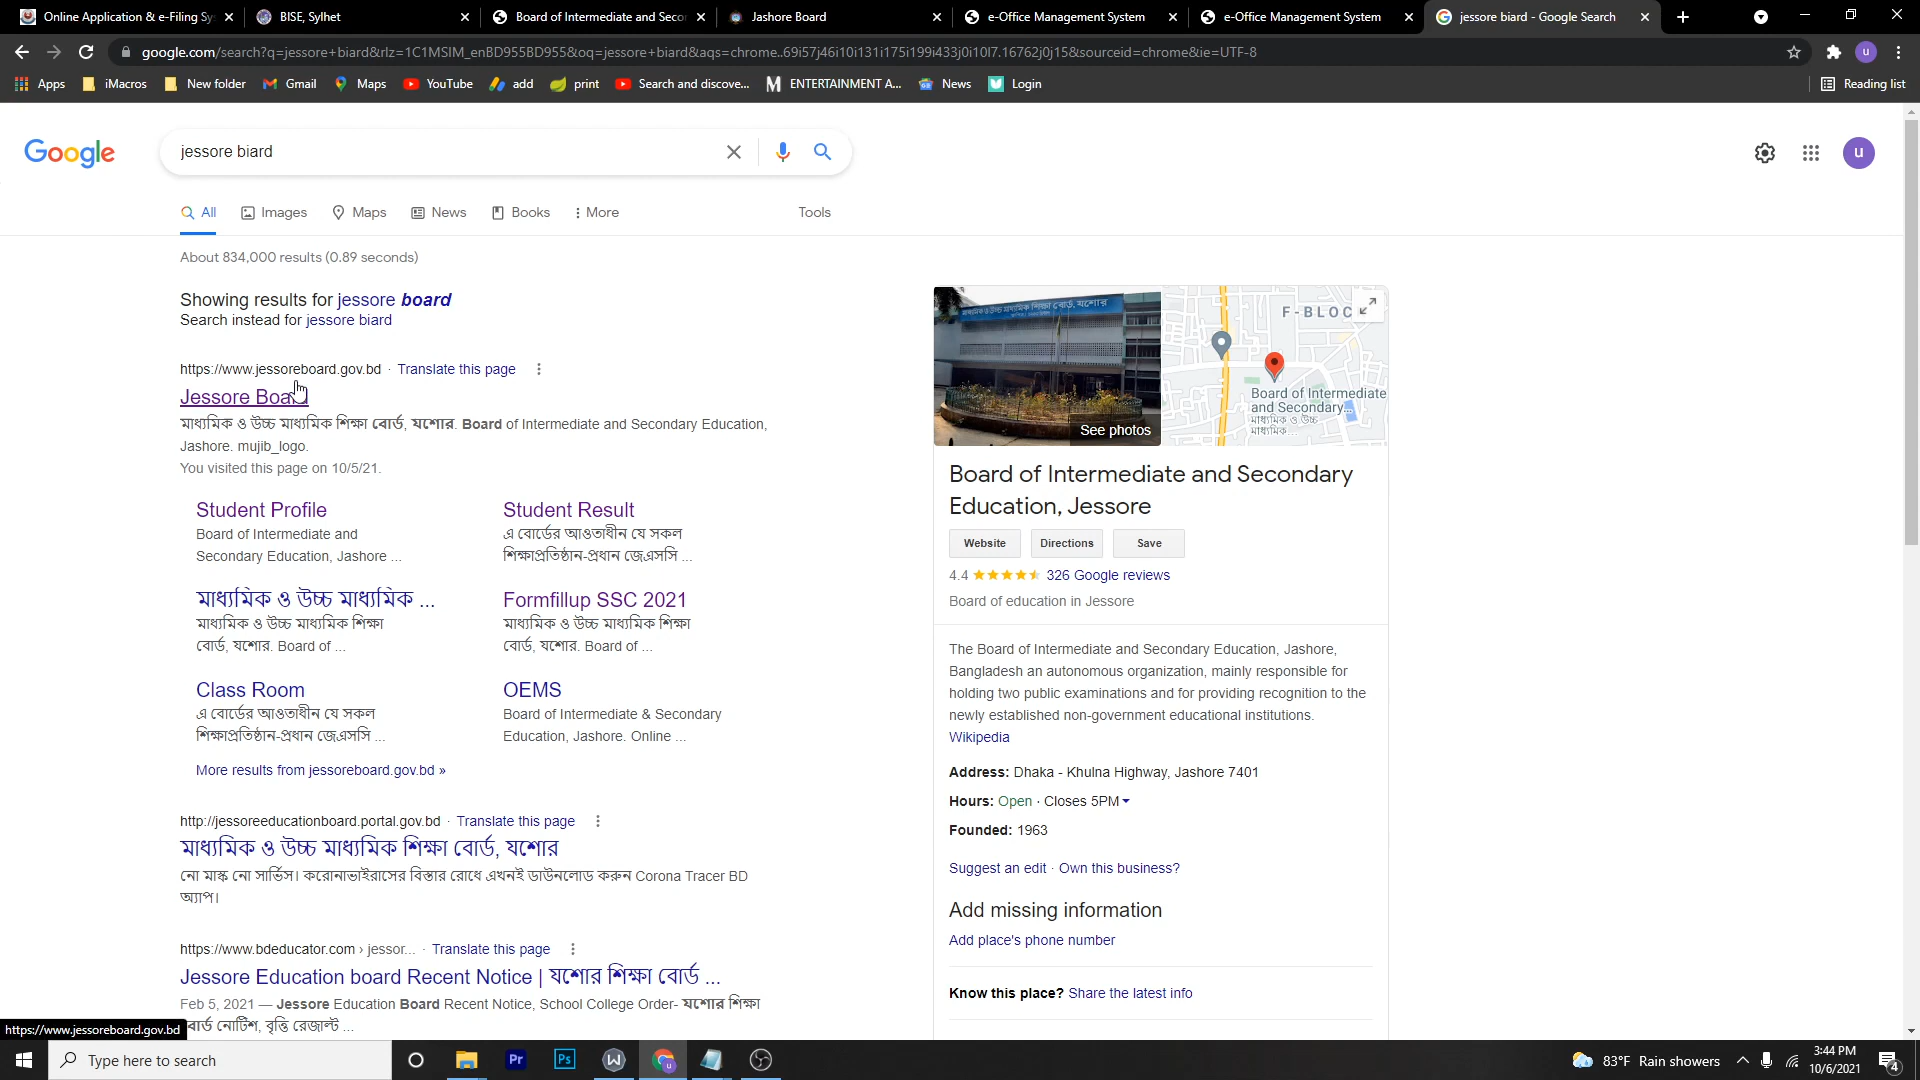 Online Application & e-Filing Sy
BISE, Sylhet
Board of Intermediate and Secon
Jashore Board
e-Office Management System
e-Office Management System
jessore biard - Google Search
google.com/search?q=jessore+biard&rlz=1C1MSIM_enBD955BD955&oq=jessore+biard&aqs=chrome..69i57j46i10i131i175i199i433j0i10l7.16762j0j15&sourceid=chrome&ie=UTF-8
u
Apps
iMacros
New folder
Gmail
Maps
YouTube
add
print
Search and discove...
ENTERTAINMENT A...
News
Login
Reading list
Google
jessore biard
u
All
Images
Maps
News
Books
More
Tools
About 834,000 results (0.89 seconds)
Showing results for jessore board
Search instead for jessore biard
https://www.jessoreboard.gov.bd · Translate this page
Jessore Board
মাধ্যমিক ও উচ্চ মাধ্যমিক শিক্ষা বোর্ড, যশোর. Board of Intermediate and Secondary Education,
Jashore. mujib_logo.
You visited this page on 10/5/21.
Student Profile
Board of Intermediate and
Secondary Education, Jashore ...
Student Result
এ বোর্ডের আওতাধীন যে সকল
শিক্ষাপ্রতিষ্ঠান-প্রধান জেএসসি ...
মাধ্যমিক ও উচ্চ মাধ্যমিক ...
মাধ্যমিক ও উচ্চ মাধ্যমিক শিক্ষা
বোর্ড, যশোর. Board of ...
Formfillup SSC 2021
মাধ্যমিক ও উচ্চ মাধ্যমিক শিক্ষা
বোর্ড, যশোর. Board of ...
Class Room
এ বোর্ডের আওতাধীন যে সকল
শিক্ষাপ্রতিষ্ঠান-প্রধান জেএসসি ...
OEMS
Board of Intermediate & Secondary
Education, Jashore. Online ...
More results from jessoreboard.gov.bd »
http://jessoreeducationboard.portal.gov.bd · Translate this page
মাধ্যমিক ও উচ্চ মাধ্যমিক শিক্ষা বোর্ড, যশোর
নো মাস্ক নো সার্ভিস। করোনাভাইরাসের বিস্তার রোধে এখনই ডাউনলোড করুন Corona Tracer BD
অ্যাপ।
https://www.bdeducator.com › jessor... · Translate this page
Jessore Education board Recent Notice | যশোর শিক্ষা বোর্ড ...
Feb 5, 2021 — Jessore Education Board Recent Notice, School College Order- যশোর শিক্ষা
বোর্ড নোটিশ, বৃত্তি রেজাল্ট ...
https://www.jessoreboard.gov.bd
মাধ্যমিক ও উচ্চ মাধ্যমিক শিক্ষা বোর্ড, যশোর
See photos
F-BLOC
Board of Intermediate
and Secondary...
মাধ্যমিক ও উচ্চ
মাধ্যমিক...
Board of Intermediate and Secondary
Education, Jessore
Website
Directions
Save
4.4 326 Google reviews
Board of education in Jessore
The Board of Intermediate and Secondary Education, Jashore,
Bangladesh an autonomous organization, mainly responsible for
holding two public examinations and for providing recognition to the
newly established non-government educational institutions.
Wikipedia
Address: Dhaka - Khulna Highway, Jashore 7401
Hours: Open · Closes 5PM
Founded: 1963
Suggest an edit · Own this business?
Add missing information
Add place's phone number
Know this place? Share the latest info
Type here to search
Pr
Ps
W
83°F Rain showers
3:44 PM
10/6/2021
4